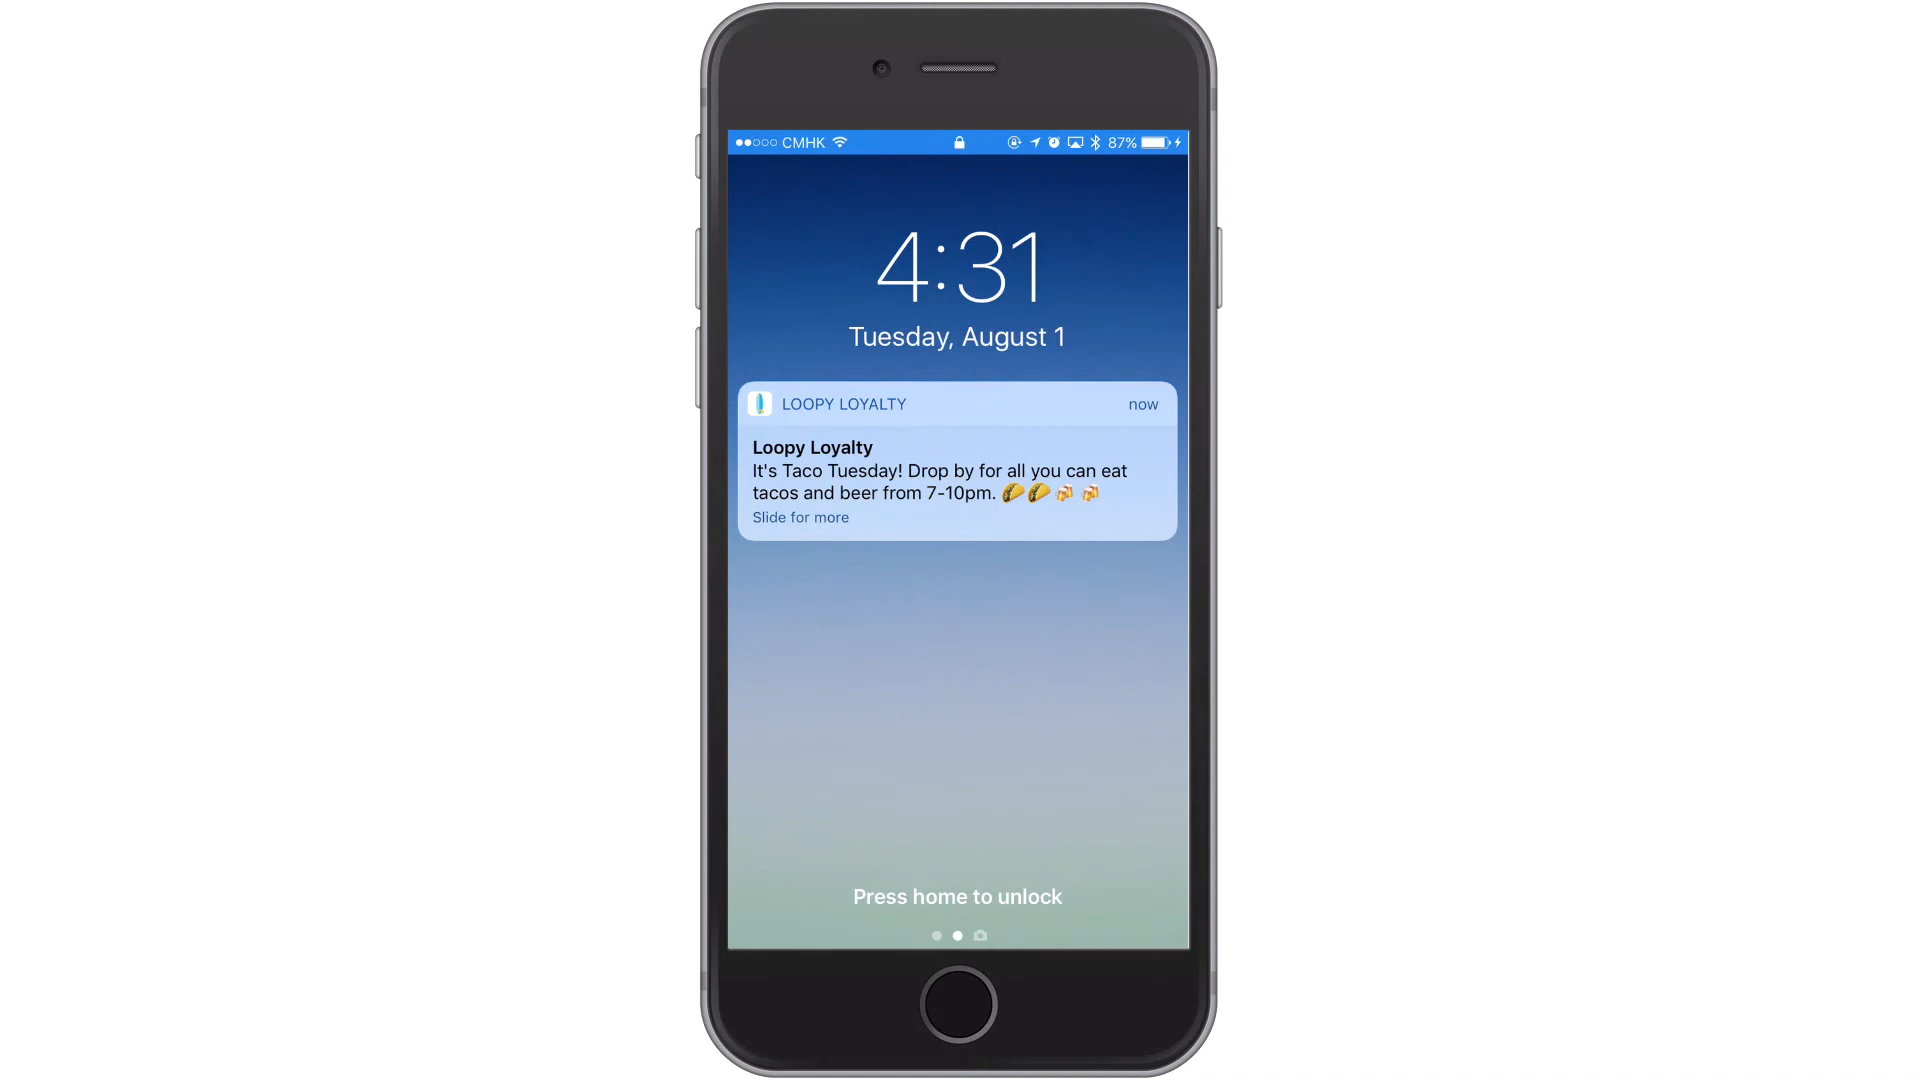 CMHK 87%
4:31
Tuesday, August 1
LOOPY LOYALTY now
Loopy Loyalty
It's Taco Tuesday! Drop by for all you can eat
tacos and beer from 7-10pm. 🌮🌮🍻🍻
Slide for more
Press home to unlock